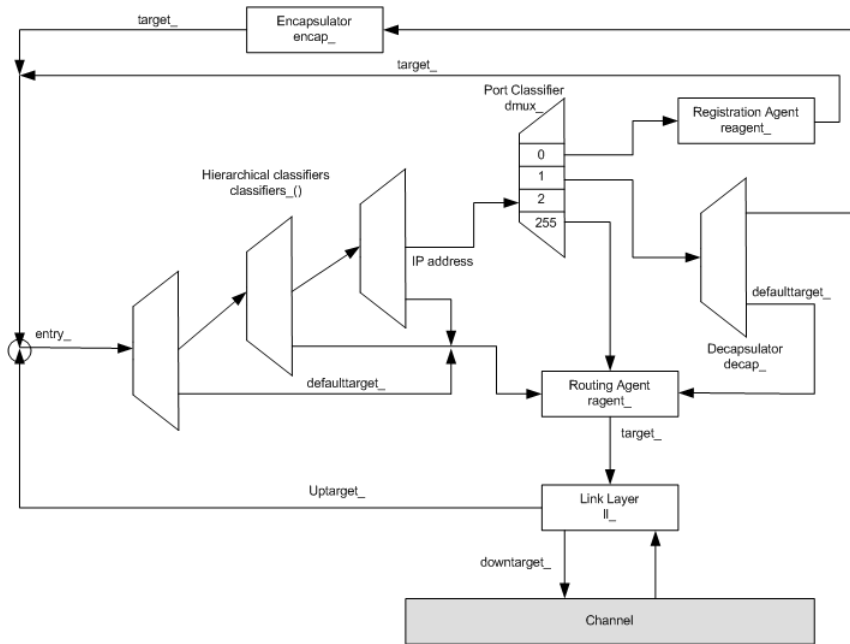 target_
Encapsulator
encap_
target_
Port Classifier
dmux_
Registration Agent
reagent_
0
1
2
255
Hierarchical classifiers
classifiers_()
IP address
defaulttarget_
entry_
Decapsulator
decap_
defaulttarget_
Routing Agent
ragent_
target_
Uptarget_
Link Layer
ll_
downtarget_
Channel